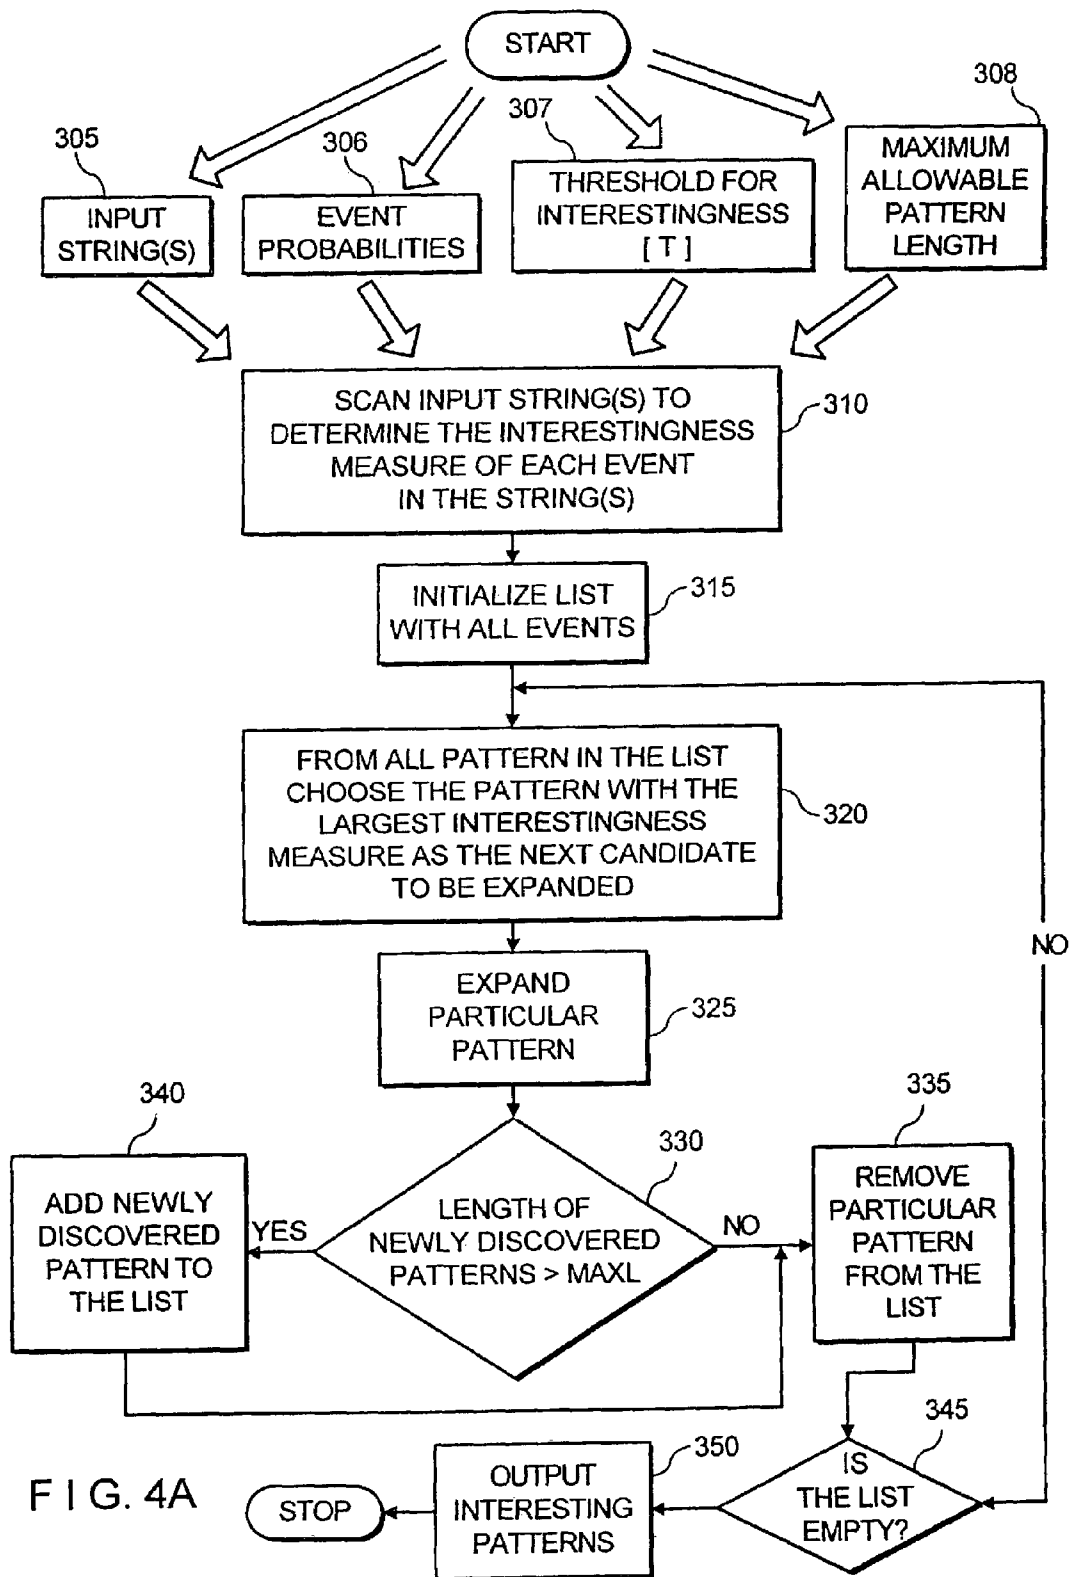 START
305
INPUT
STRING(S)
306
EVENT
PROBABILITIES
307
THRESHOLD FOR
INTERESTINGNESS
[ T ]
308
MAXIMUM
ALLOWABLE
PATTERN
LENGTH
SCAN INPUT STRING(S) TO
DETERMINE THE INTERESTINGNESS
MEASURE OF EACH EVENT
IN THE STRING(S)
310
INITIALIZE LIST
WITH ALL EVENTS
315
FROM ALL PATTERN IN THE LIST
CHOOSE THE PATTERN WITH THE
LARGEST INTERESTINGNESS
MEASURE AS THE NEXT CANDIDATE
TO BE EXPANDED
320
NO
EXPAND
PARTICULAR
PATTERN
325
340
ADD NEWLY
DISCOVERED
PATTERN TO
THE LIST
YES
LENGTH OF
NEWLY DISCOVERED
PATTERNS > MAXL
330
NO
335
REMOVE
PARTICULAR
PATTERN
FROM THE
LIST
345
IS
THE LIST
EMPTY?
350
OUTPUT
INTERESTING
PATTERNS
STOP
FIG. 4A